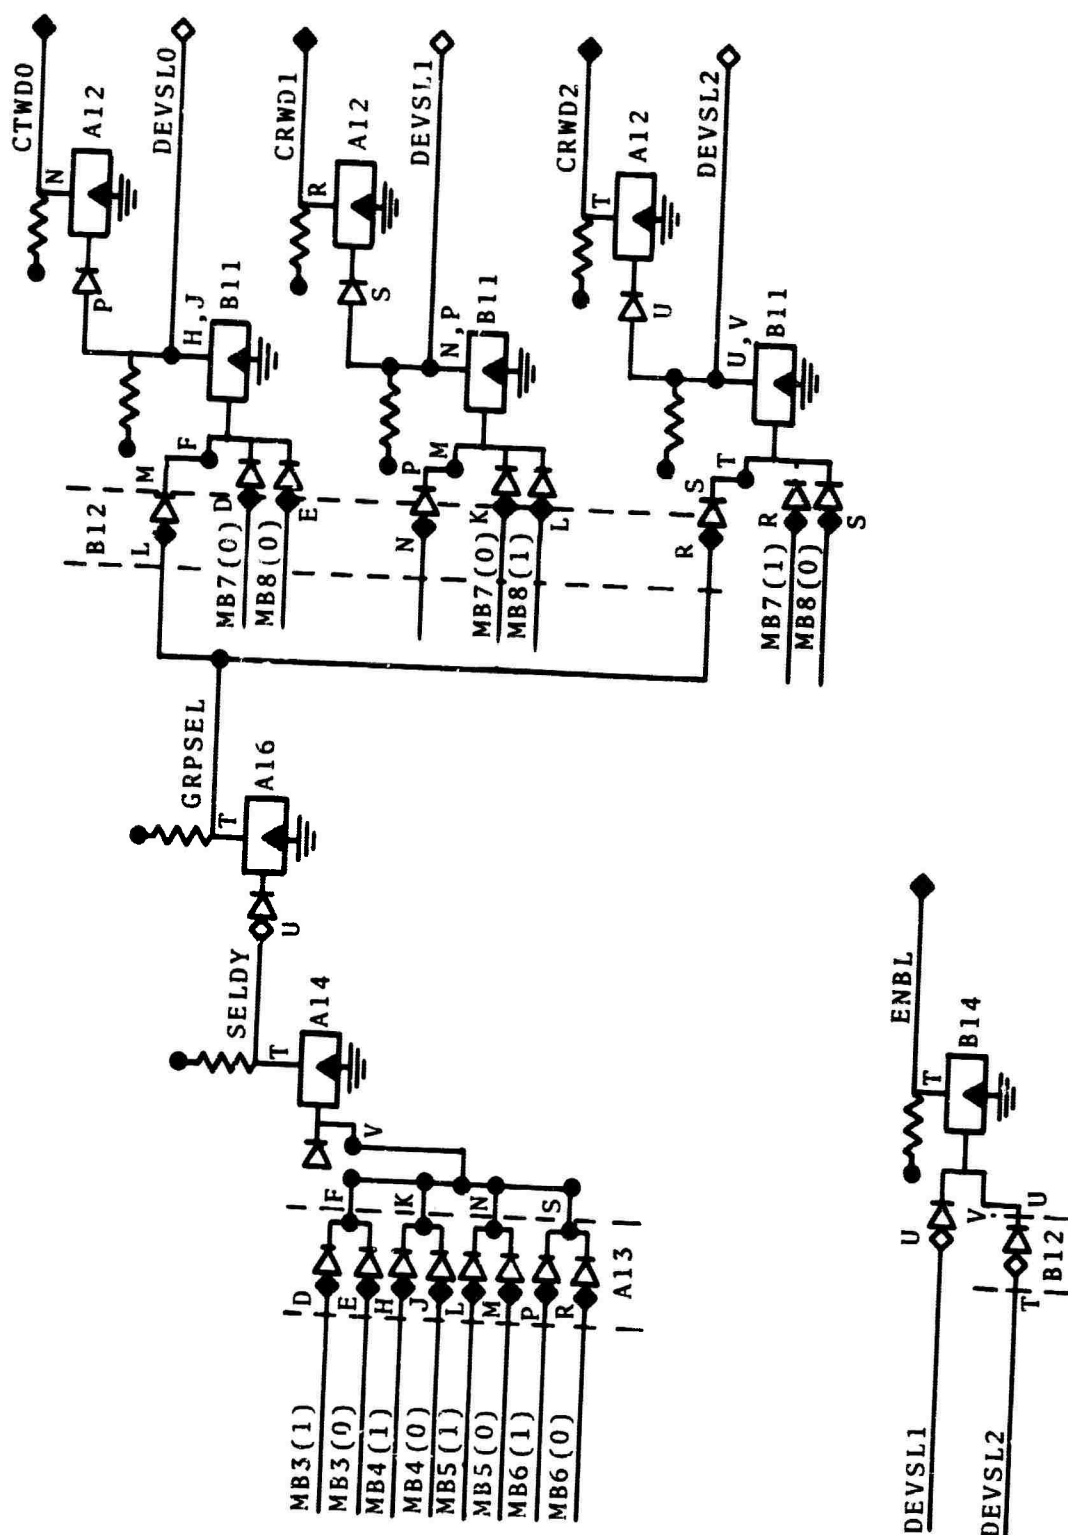 CTWD0
N
A12
P
DEVSL0
H,J
B11
CRWD1
R
A12
S
DEVSL1
N,P
B11
CRWD2
T
A12
U
DEVSL2
U,V
B11
B12
L
M
F
D
MB7(0)
MB8(0)
E
N
P
M
K
MB7(0)
MB8(1)
L
R
S
T
MB7(1)
R
MB8(0)
S
GRPSEL
T
A16
U
SELDY
T
A14
V
F
K
N
S
D
E
H
J
L
M
P
R
A13
MB3(1)
MB3(0)
MB4(1)
MB4(0)
MB5(1)
MB5(0)
MB6(1)
MB6(0)
ENBL
T
B14
U
V
U
B12
T
DEVSL1
DEVSL2